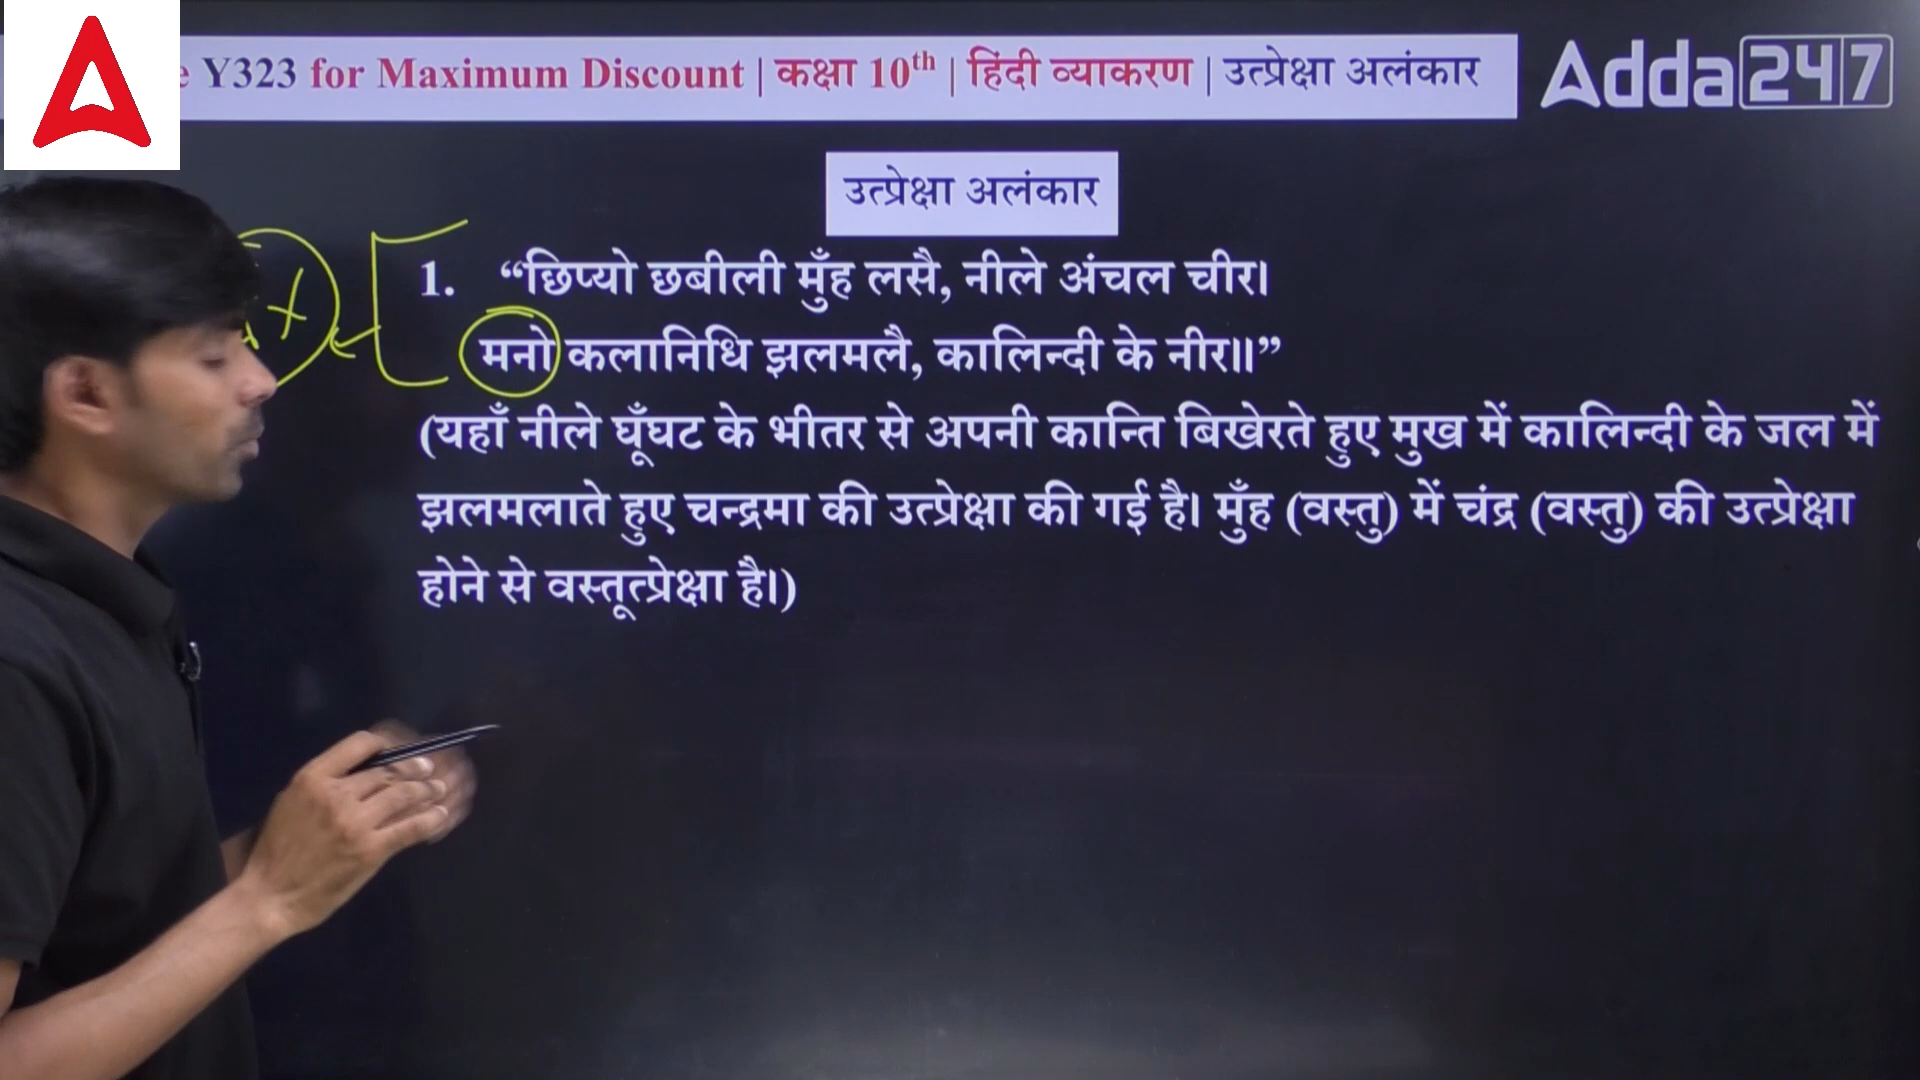 Y323 for Maximum Discount | कक्षा 10th | हिंदी व्याकरण | उत्प्रेक्षा अलंकार
Adda247
उत्प्रेक्षा अलंकार
1. “छिप्यो छबीली मुँह लसै, नीले अंचल चीर।
मनो कलानिधि झलमलै, कालिन्दी के नीर॥”
(यहाँ नीले घूँघट के भीतर से अपनी कान्ति बिखेरते हुए मुख में कालिन्दी के जल में
झलमलाते हुए चन्द्रमा की उत्प्रेक्षा की गई है। मुँह (वस्तु) में चंद्र (वस्तु) की उत्प्रेक्षा
होने से वस्तूत्प्रेक्षा है।)